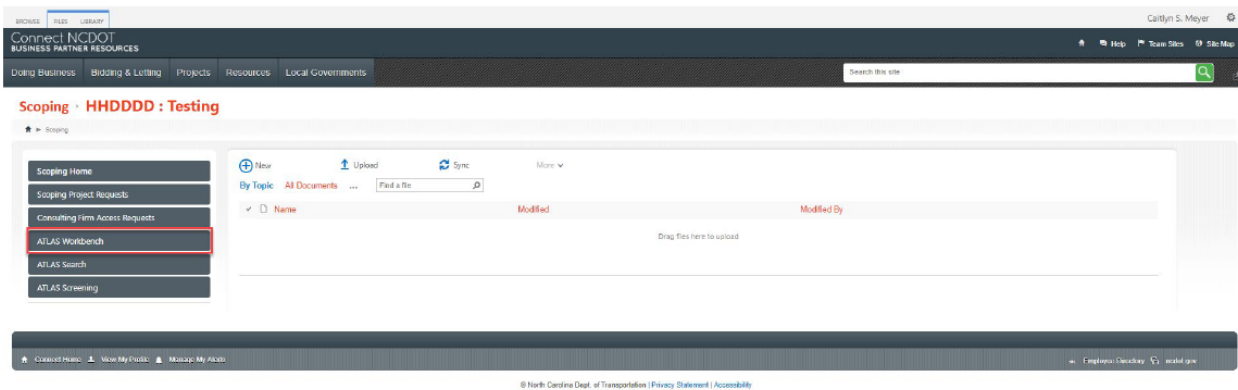 BROWSE FILES LIBRARY
Caitlyn S. Meyer
Connect NCDOT
BUSINESS PARTNER RESOURCES
Help Team Sites Site Map
Doing Business Bidding & Letting Projects Resources Local Governments
Search this site
Scoping HHDDDD : Testing
Scoping
Scoping Home
Scoping Project Requests
Consulting Firm Access Requests
ATLAS Workbench
ATLAS Search
ATLAS Screening
New Upload Sync More
By Topic All Documents ... Find a file
Name Modified Modified By
Drag files here to upload
Connect Home View My Profile Manage My Alerts
Employee Directory ncdot.gov
© North Carolina Dept. of Transportation | Privacy Statement | Accessibility